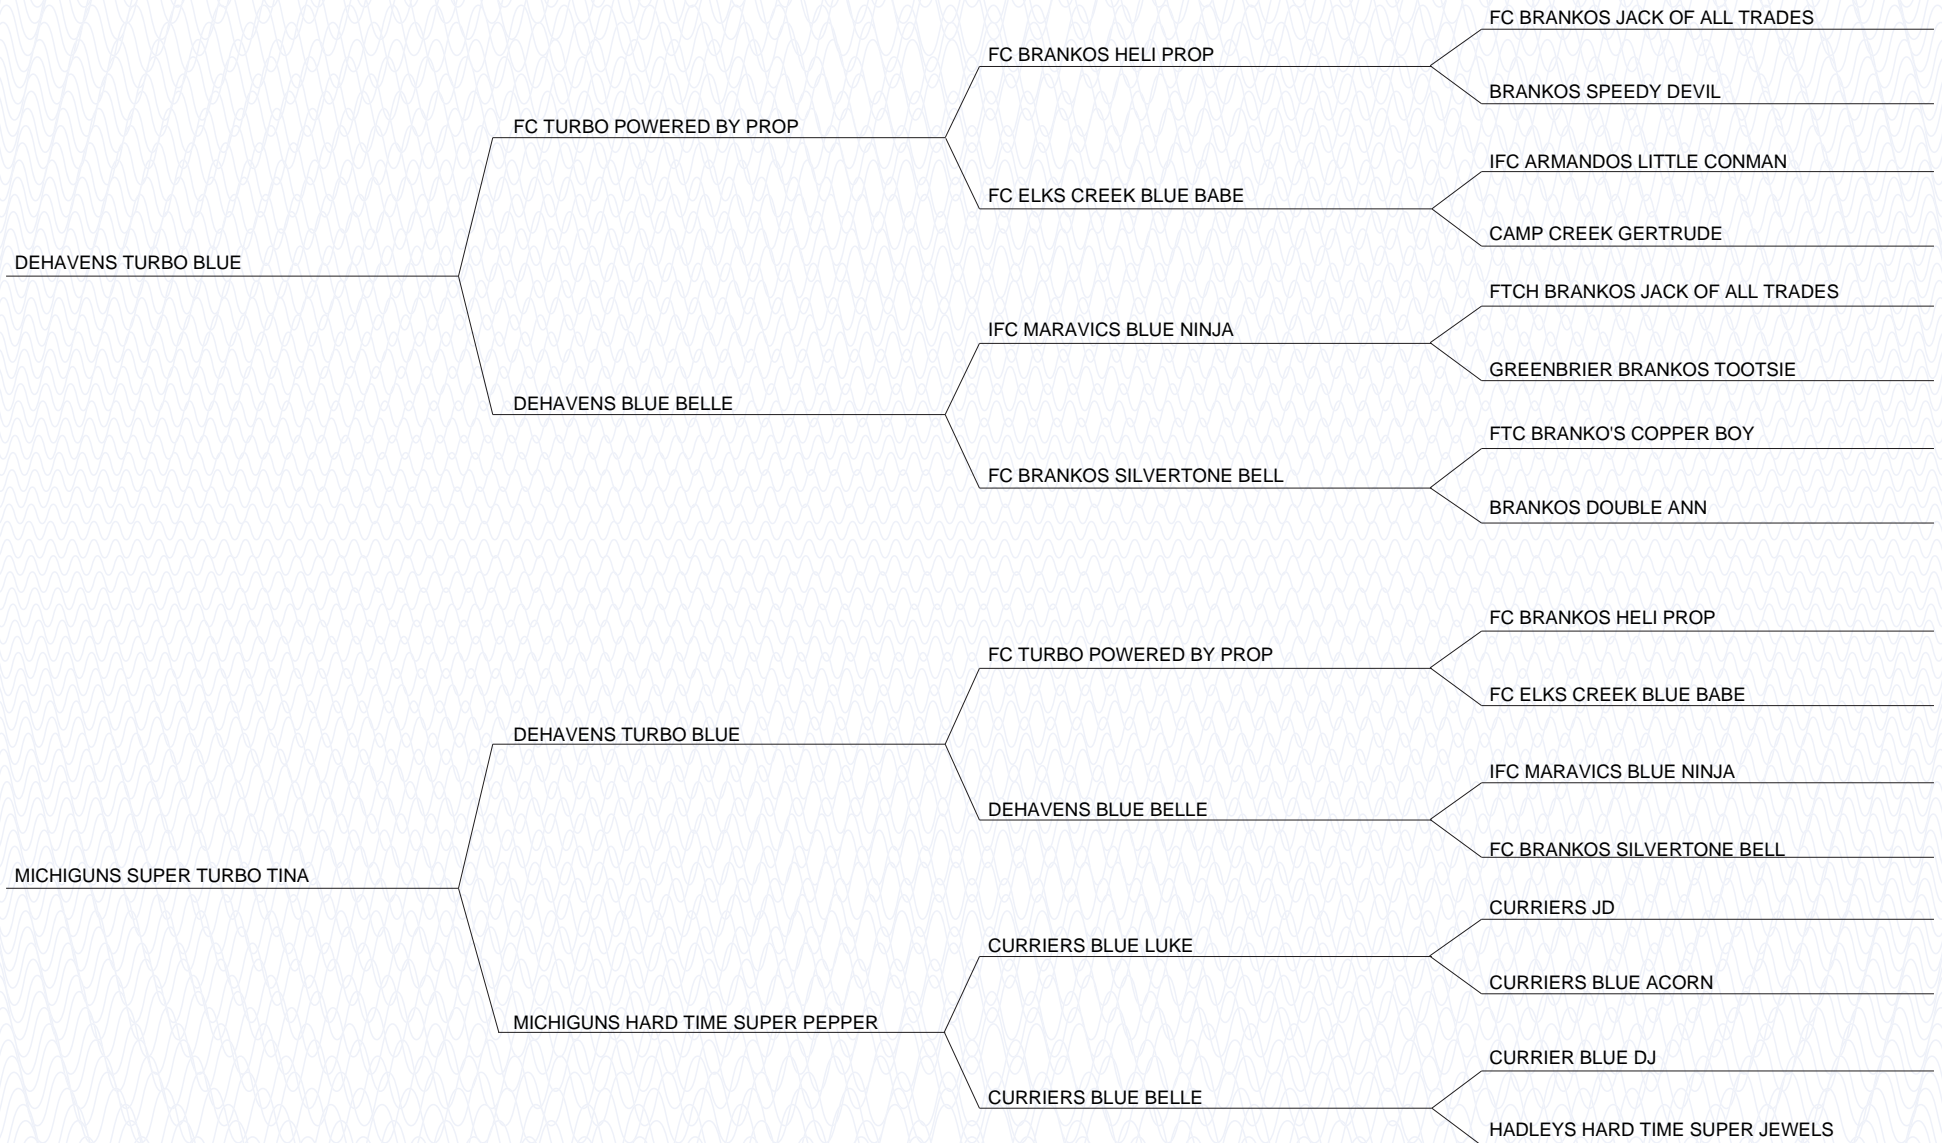 FC BRANKOS JACK OF ALL TRADES
FC BRANKOS HELI PROP
BRANKOS SPEEDY DEVIL
FC TURBO POWERED BY PROP
IFC ARMANDOS LITTLE CONMAN
FC ELKS CREEK BLUE BABE
CAMP CREEK GERTRUDE
DEHAVENS TURBO BLUE
FTCH BRANKOS JACK OF ALL TRADES
IFC MARAVICS BLUE NINJA
GREENBRIER BRANKOS TOOTSIE
DEHAVENS BLUE BELLE
FTC BRANKO'S COPPER BOY
FC BRANKOS SILVERTONE BELL
BRANKOS DOUBLE ANN
FC BRANKOS HELI PROP
FC TURBO POWERED BY PROP
FC ELKS CREEK BLUE BABE
DEHAVENS TURBO BLUE
IFC MARAVICS BLUE NINJA
DEHAVENS BLUE BELLE
FC BRANKOS SILVERTONE BELL
MICHIGUNS SUPER TURBO TINA
CURRIERS JD
CURRIERS BLUE LUKE
CURRIERS BLUE ACORN
MICHIGUNS HARD TIME SUPER PEPPER
CURRIER BLUE DJ
CURRIERS BLUE BELLE
HADLEYS HARD TIME SUPER JEWELS